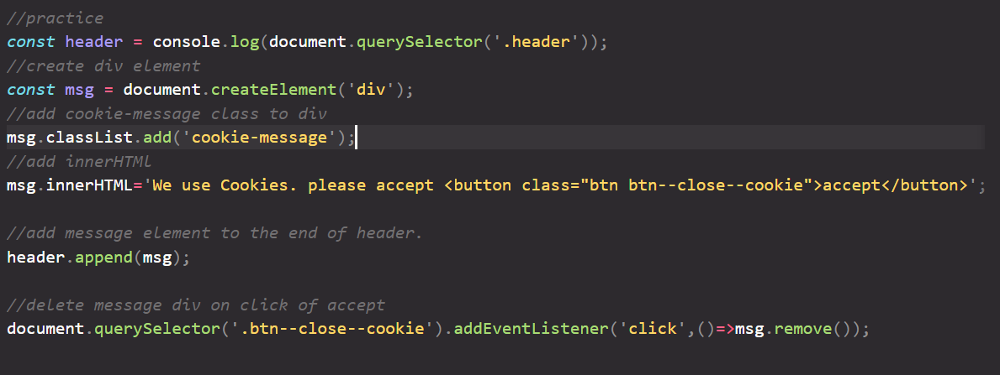 //practice
const header = console.log(document.querySelector('.header'));
//create div element
const msg = document.createElement('div');
//add cookie-message class to div
msg.classList.add('cookie-message');
//add innerHTMl
msg.innerHTML='We use Cookies. please accept <button class="btn btn--close--cookie">accept</button>';
//add message element to the end of header.
header.append(msg);
//delete message div on click of accept
document.querySelector('.btn--close--cookie').addEventListener('click',()=>msg.remove());